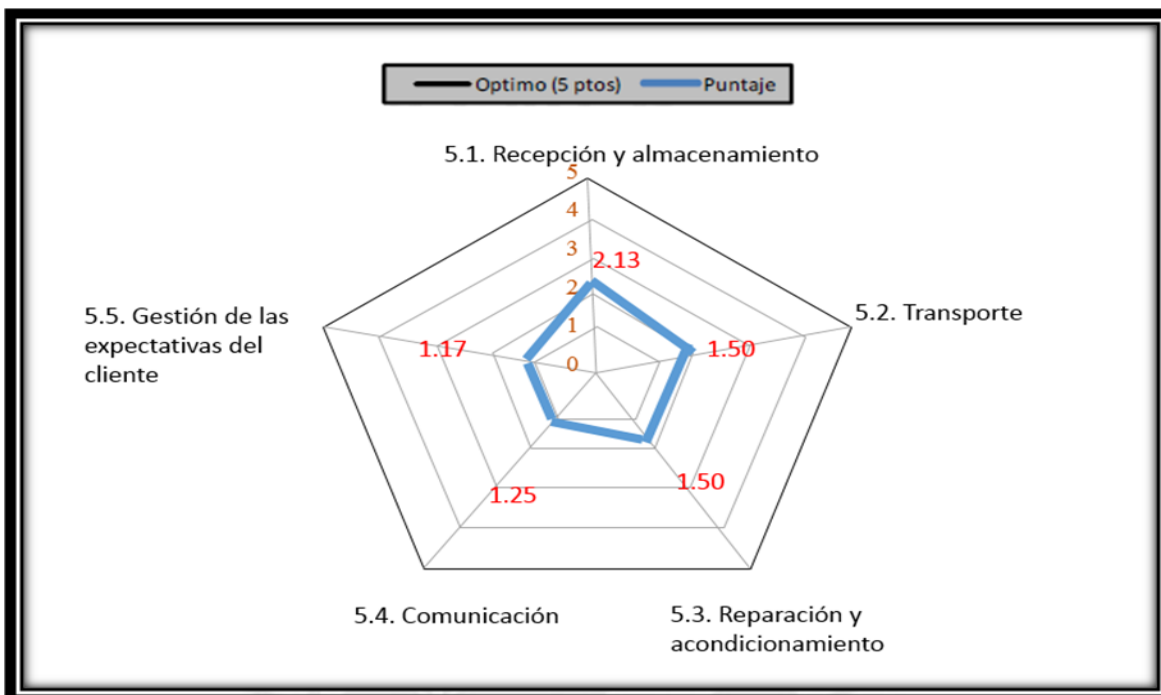 Optimo (5 ptos) Puntaje
5.1. Recepción y almacenamiento
5
4
3
2.13
2
1
0
5.2. Transporte
1.50
5.5. Gestión de las
expectativas del
cliente
1.17
1.50
1.25
5.4. Comunicación
5.3. Reparación y
acondicionamiento